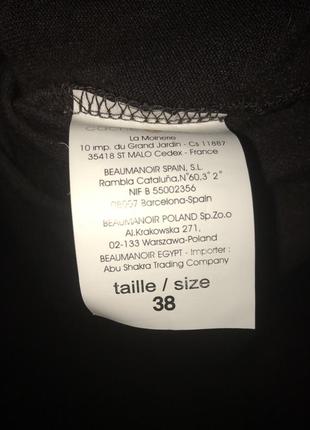 La Moinerie
10 imp. du Grand Jardin - Cs 11887
35418 ST MALO Cedex - France
BEAUMANOIR SPAIN, S.L.
Rambla Cataluña.N°60.3° 2ª
NIF B 55002356
08007 Barcelona
BEAUMANOIR POLAND Sp.Zo.o
Al.Krakowska 271,
02-133 Warszawa-Poland
BEAUMANOIR EGYPT - Importer :
Abu Shakra Trading Company
taille / size
38